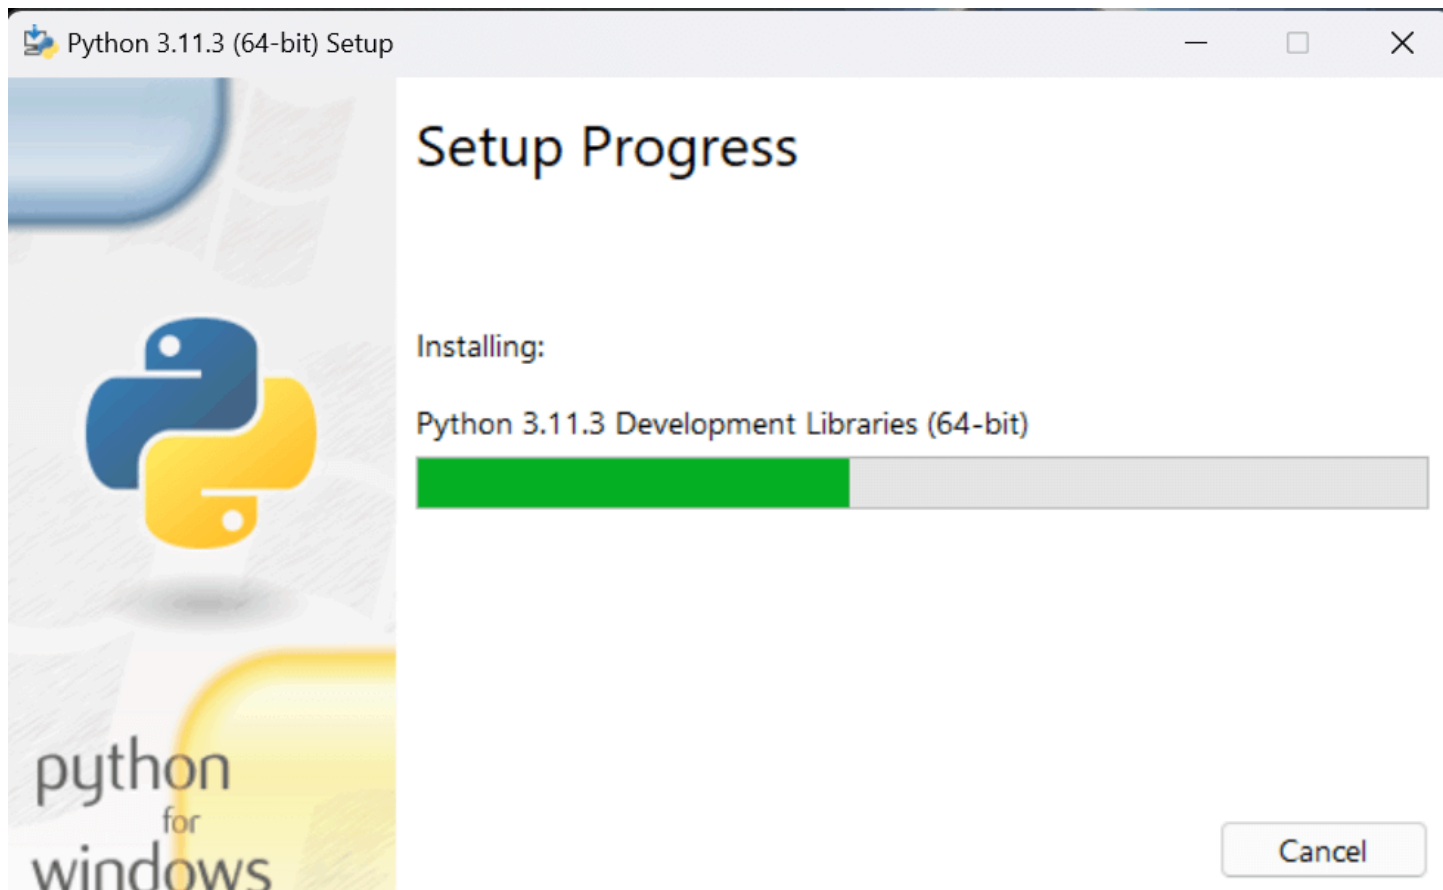 Python 3.11.3 (64-bit) Setup
Setup Progress
Installing:
Python 3.11.3 Development Libraries (64-bit)
python
for
windows
Cancel